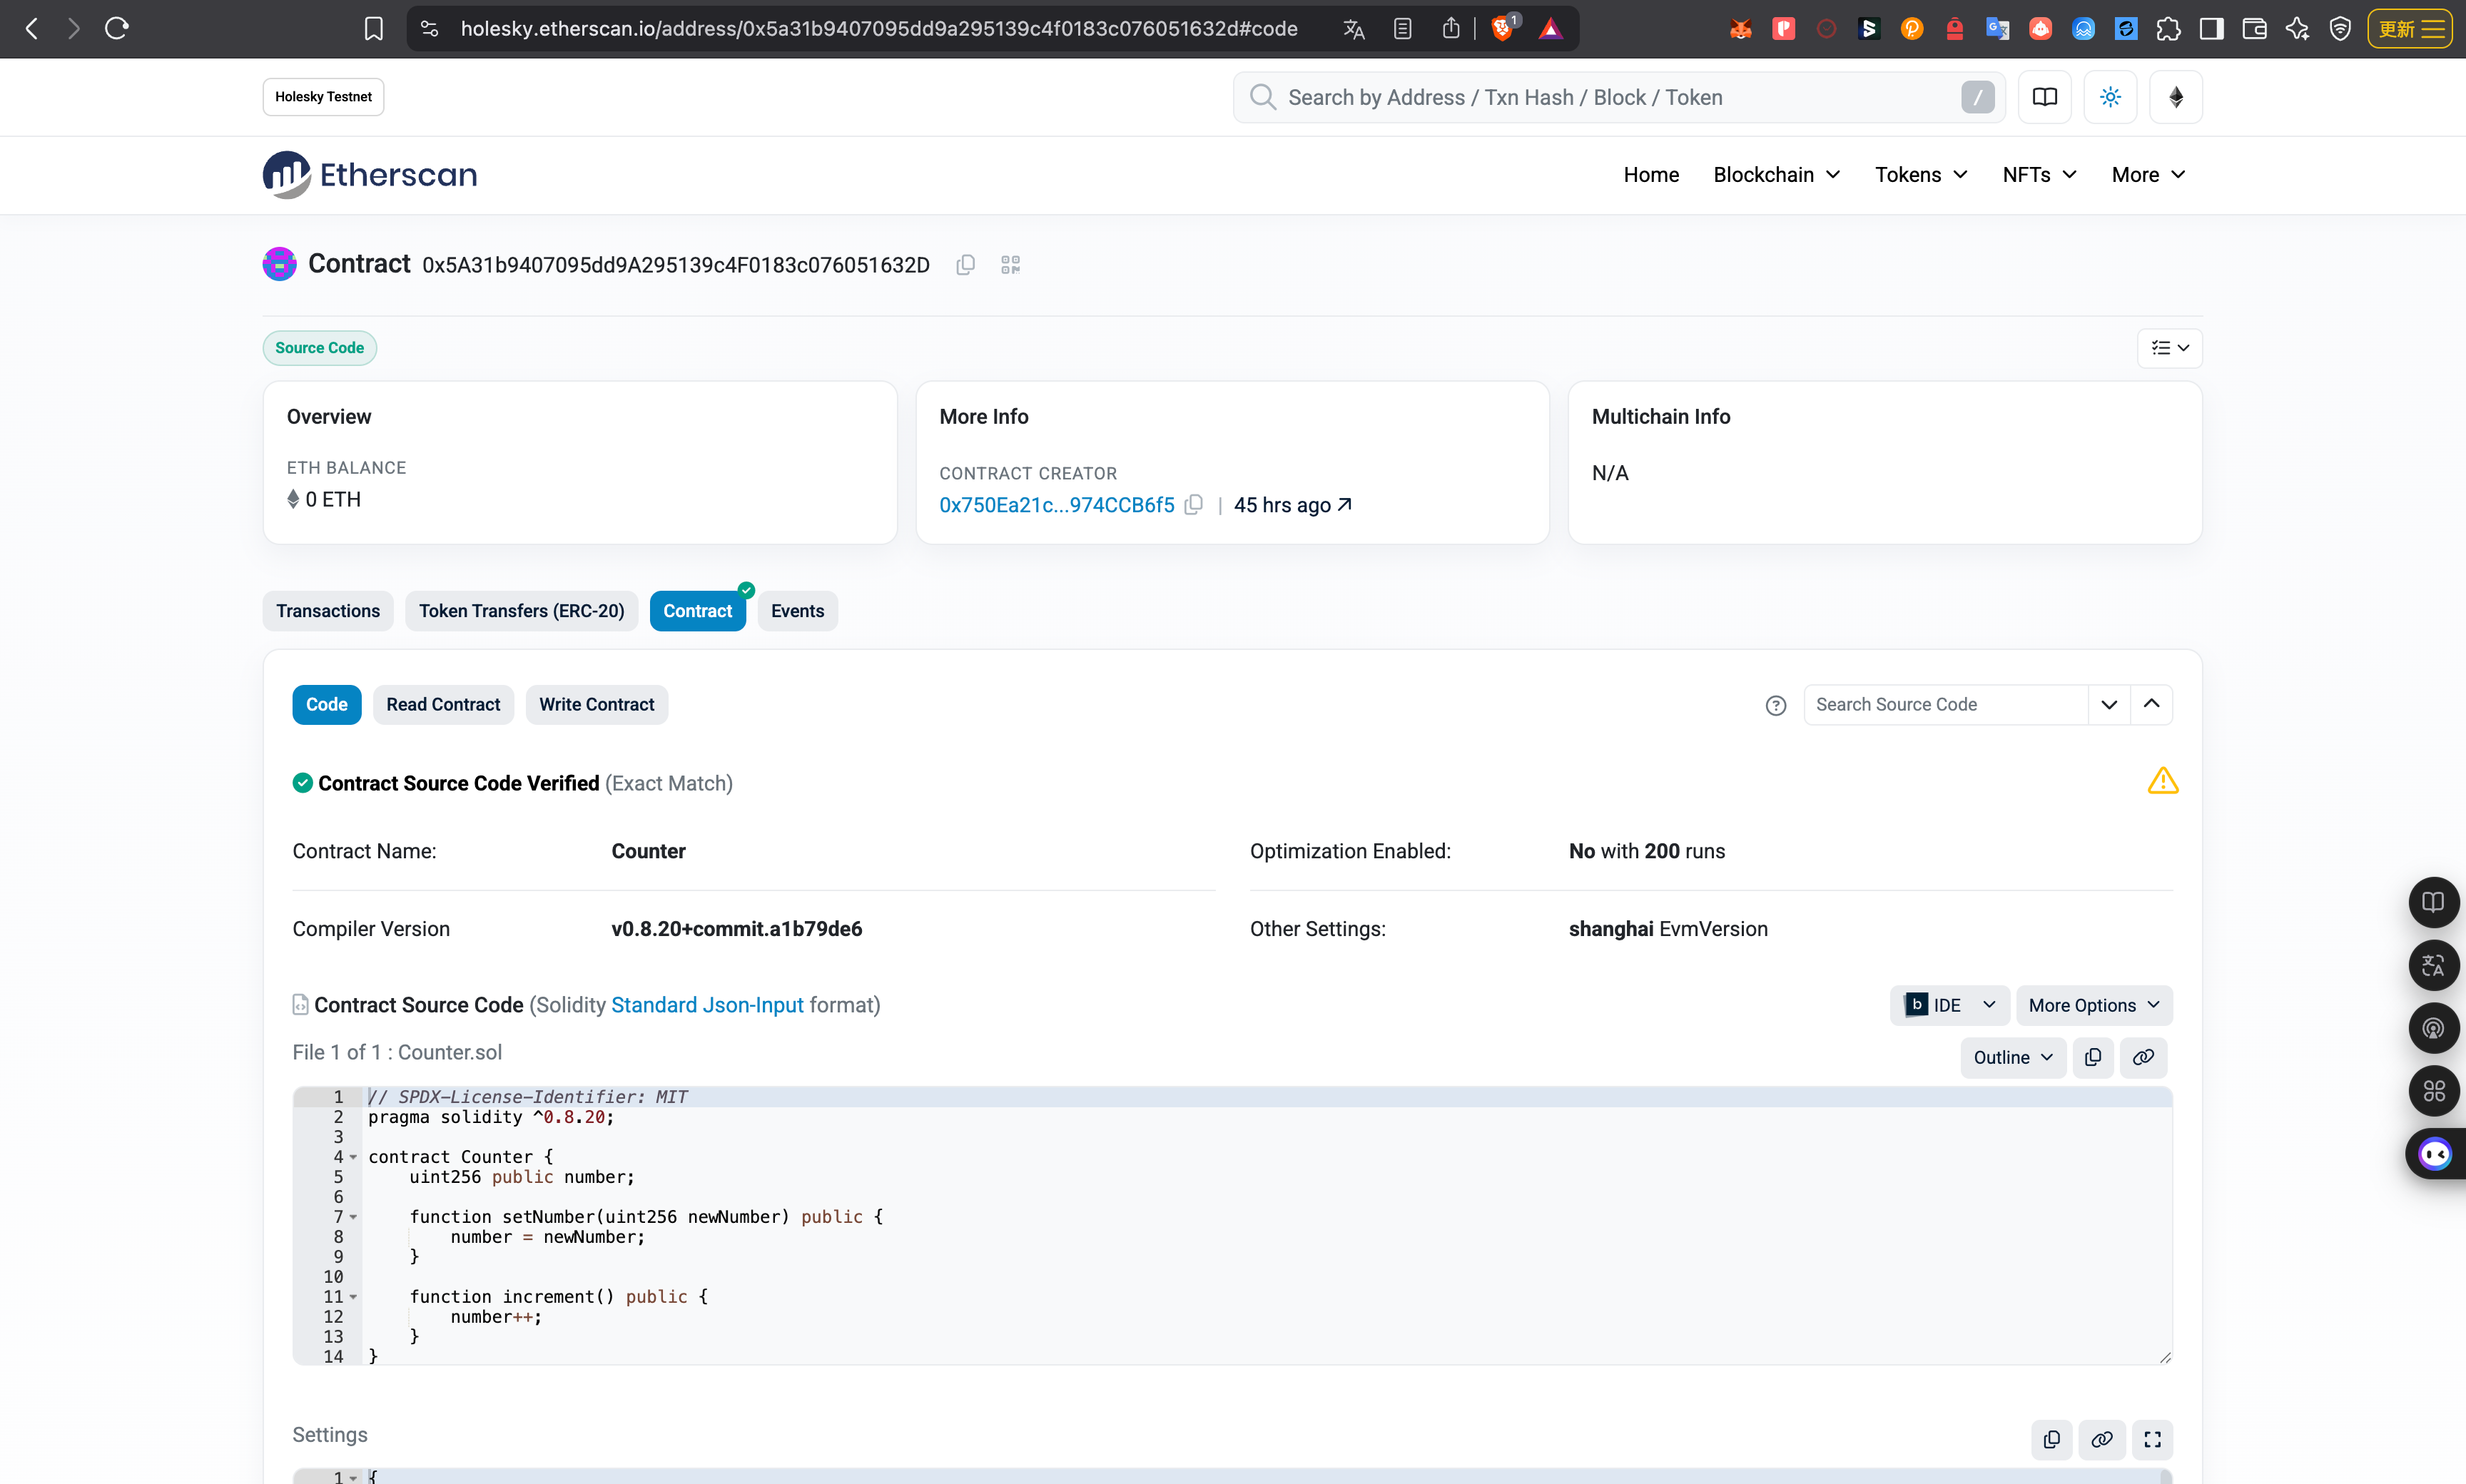 holesky.etherscan.io/address/0x5a31b9407095dd9a295139c4f0183c076051632d#code
1
更新
Holesky Testnet
Search by Address / Txn Hash / Block / Token
/
Etherscan
Home Blockchain Tokens NFTs More
Contract 0x5A31b9407095dd9A295139c4F0183c076051632D
Source Code
Overview
ETH BALANCE
0 ETH
More Info
CONTRACT CREATOR
0x750Ea21c...974CCB6f5 | 45 hrs ago
Multichain Info
N/A
Transactions Token Transfers (ERC-20) Contract Events
Code Read Contract Write Contract
Search Source Code
Contract Source Code Verified (Exact Match)
Contract Name: Counter
Optimization Enabled: No with 200 runs
Compiler Version v0.8.20+commit.a1b79de6
Other Settings: shanghai EvmVersion
Contract Source Code (Solidity Standard Json-Input format)
IDE More Options
File 1 of 1 : Counter.sol
Outline
1 // SPDX-License-Identifier: MIT
2 pragma solidity ^0.8.20;
3
4 contract Counter {
5 uint256 public number;
6
7 function setNumber(uint256 newNumber) public {
8 number = newNumber;
9 }
10
11 function increment() public {
12 number++;
13 }
14 }
Settings
1 {